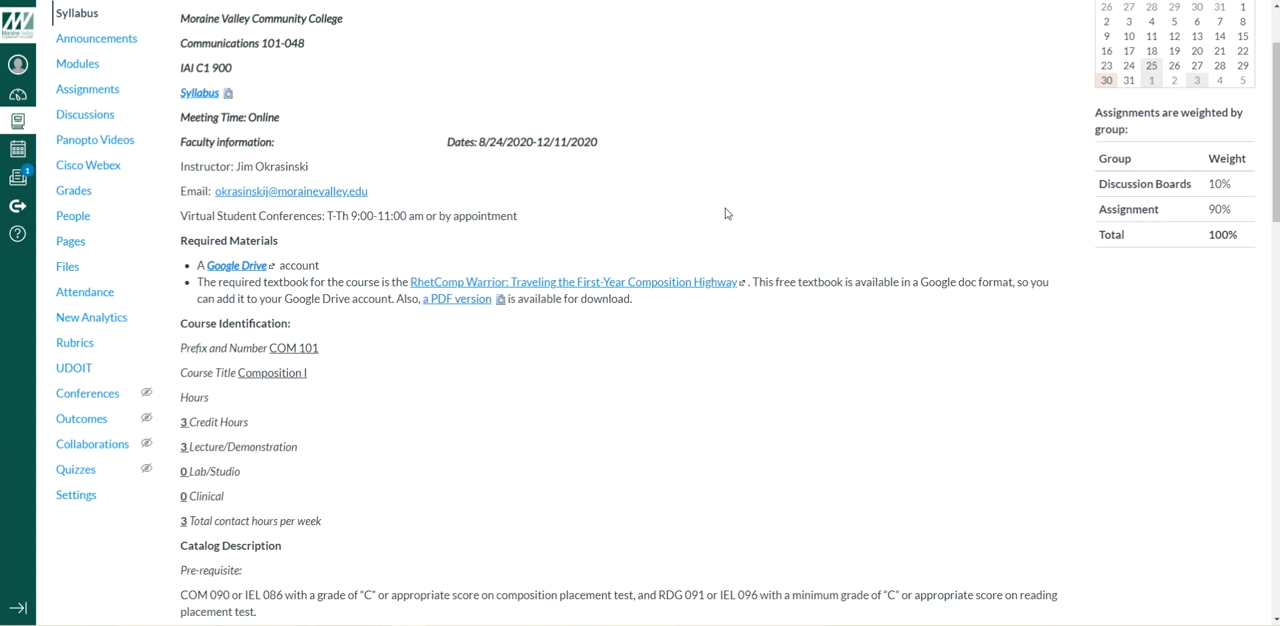 Syllabus
Announcements
Modules
Assignments
Discussions
Panopto Videos
Cisco Webex
Grades
People
Pages
Files
Attendance
New Analytics
Rubrics
UDOIT
Conferences
Outcomes
Collaborations
Quizzes
Settings
1
Moraine Valley Community College
Communications 101-048
IAI C1 900
Syllabus
Meeting Time: Online
Faculty information: Dates: 8/24/2020-12/11/2020
Instructor: Jim Okrasinski
Email: okrasinskij@morainevalley.edu
Virtual Student Conferences: T-Th 9:00-11:00 am or by appointment
Required Materials
• A Google Drive account
• The required textbook for the course is the RhetComp Warrior: Traveling the First-Year Composition Highway . This free textbook is available in a Google doc format, so you
can add it to your Google Drive account. Also, a PDF version is available for download.
Course Identification:
Prefix and Number COM 101
Course Title Composition I
Hours
3 Credit Hours
3 Lecture/Demonstration
0 Lab/Studio
0 Clinical
3 Total contact hours per week
Catalog Description
Pre-requisite:
COM 090 or IEL 086 with a grade of “C” or appropriate score on composition placement test, and RDG 091 or IEL 096 with a minimum grade of “C” or appropriate score on reading
placement test.
26 27 28 29 30 31 1
2 3 4 5 6 7 8
9 10 11 12 13 14 15
16 17 18 19 20 21 22
23 24 25 26 27 28 29
30 31 1 2 3 4 5
Assignments are weighted by
group:
Group Weight
Discussion Boards 10%
Assignment 90%
Total 100%